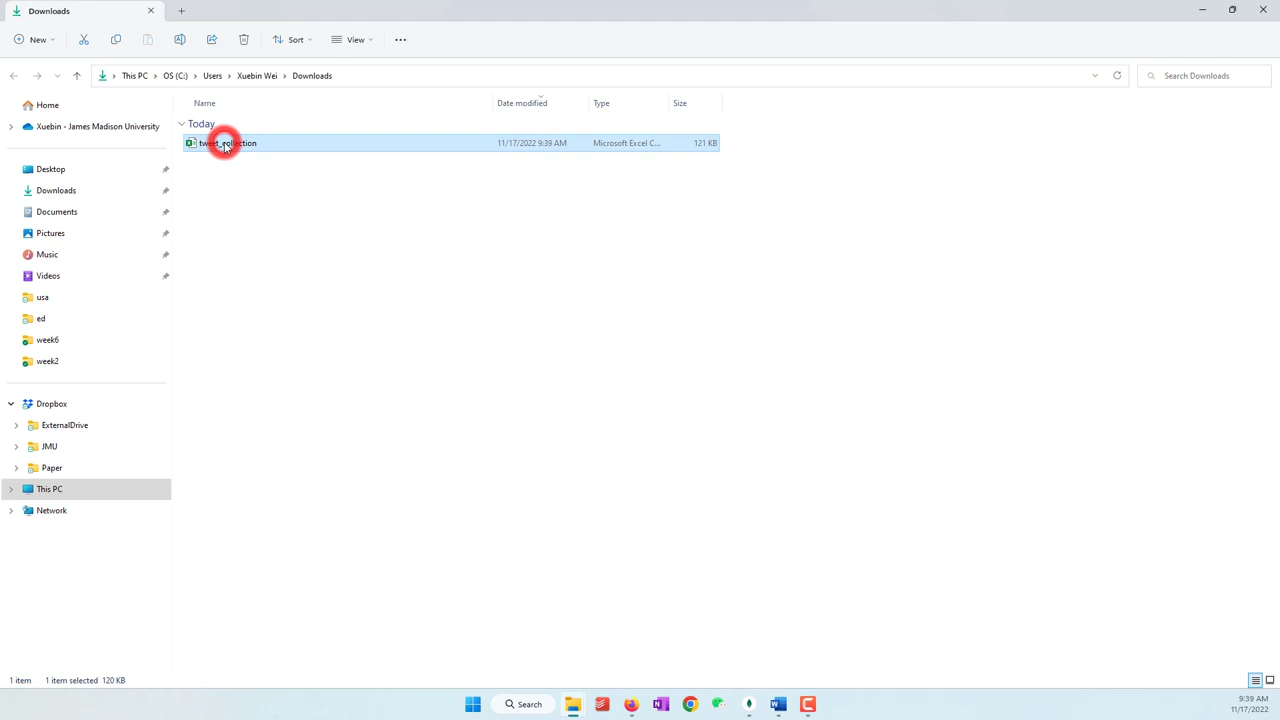 Downloads
New
Sort
View
This PC > OS (C:) > Users > Xuebin Wei > Downloads
Search Downloads
Name
Date modified
Type
Size
Home
Xuebin - James Madison University
Today
tweet_collection
11/17/2022 9:39 AM
Microsoft Excel C...
121 KB
Desktop
Downloads
Documents
Pictures
Music
Videos
usa
ed
week6
week2
Dropbox
ExternalDrive
JMU
Paper
This PC
Network
1 item
1 item selected 120 KB
Search
9:39 AM
11/17/2022